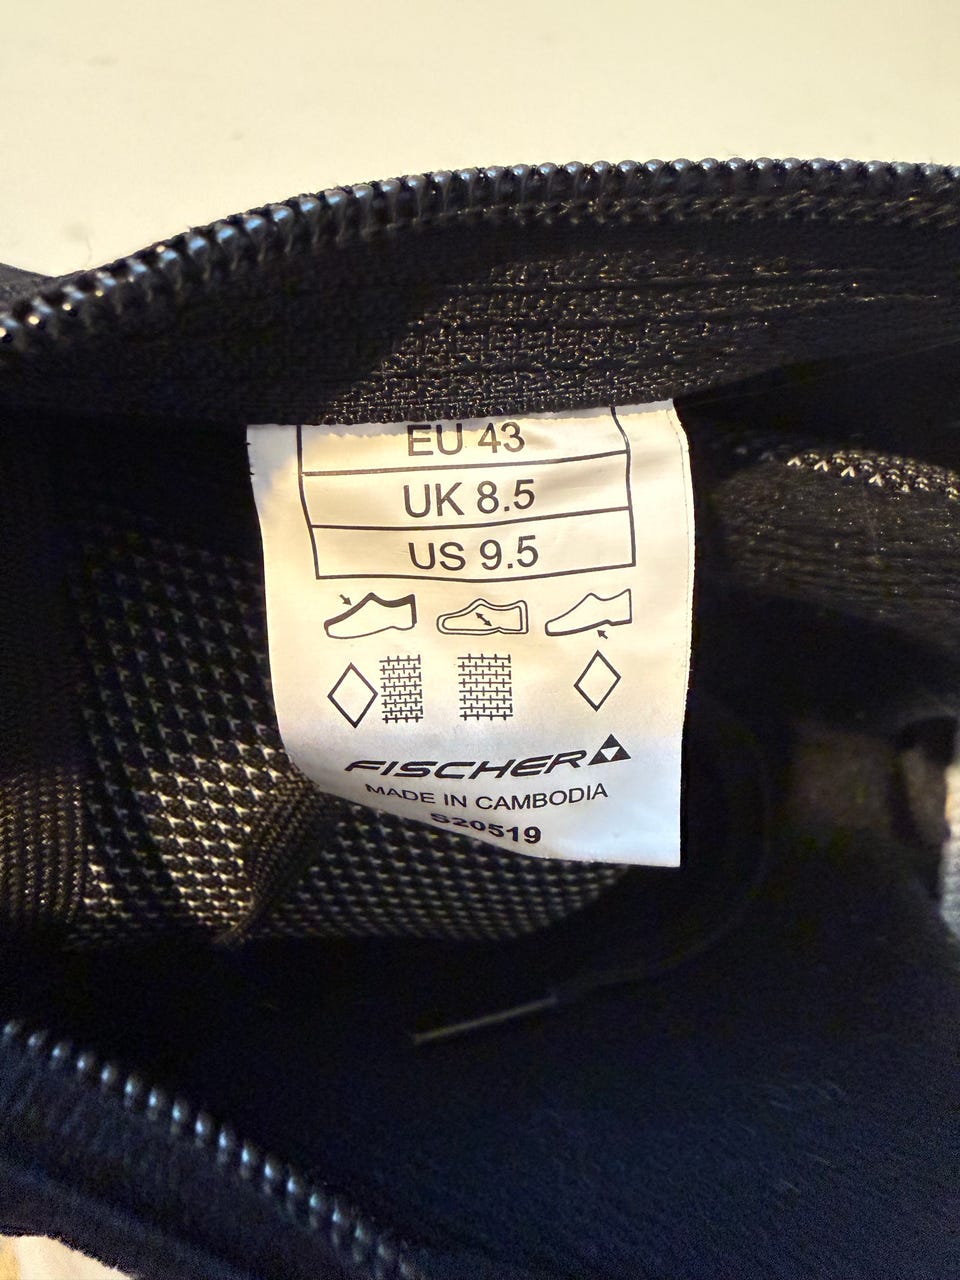 EU 43
UK 8.5
US 9.5
FISCHER
MADE IN CAMBODIA
S20519